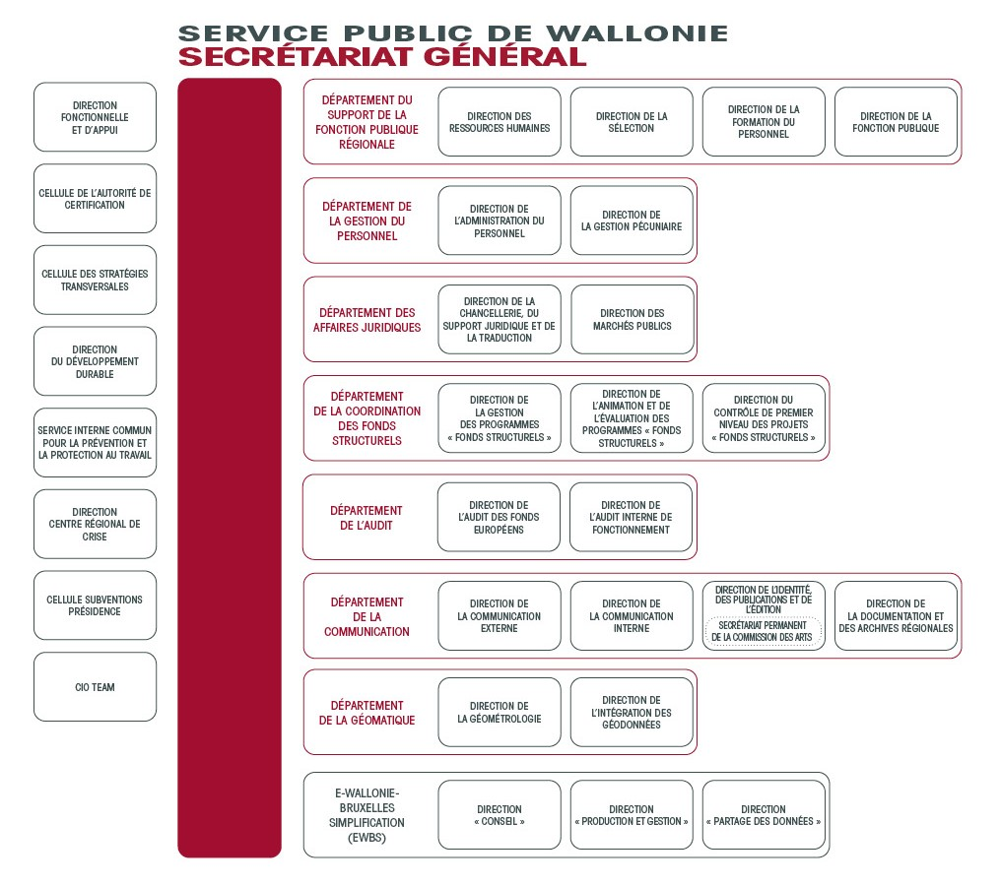 SERVICE PUBLIC DE WALLONIE
SECRÉTARIAT GÉNÉRAL
DIRECTION
FONCTIONNELLE
ET D'APPUI
CELLULE DE L'AUTORITÉ DE
CERTIFICATION
CELLULE DES STRATÉGIES
TRANSVERSALES
DIRECTION
DU DÉVELOPPEMENT
DURABLE
SERVICE INTERNE COMMUN
POUR LA PRÉVENTION ET
LA PROTECTION AU TRAVAIL
DIRECTION
CENTRE RÉGIONAL DE
CRISE
CELLULE SUBVENTIONS
PRÉSIDENCE
CIO TEAM
DÉPARTEMENT DU
SUPPORT DE LA
FONCTION PUBLIQUE
RÉGIONALE
DIRECTION DES
RESSOURCES HUMAINES
DIRECTION DE LA
SÉLECTION
DIRECTION DE LA
FORMATION DU
PERSONNEL
DIRECTION DE LA
FONCTION PUBLIQUE
DÉPARTEMENT DE
LA GESTION DU
PERSONNEL
DIRECTION DE
L'ADMINISTRATION DU
PERSONNEL
DIRECTION DE
LA GESTION PÉCUNIAIRE
DÉPARTEMENT DES
AFFAIRES JURIDIQUES
DIRECTION DE LA
CHANCELLERIE, DU
SUPPORT JURIDIQUE ET DE
LA TRADUCTION
DIRECTION DES
MARCHÉS PUBLICS
DÉPARTEMENT
DE LA COORDINATION
DES FONDS
STRUCTURELS
DIRECTION DE
LA GESTION
DES PROGRAMMES
« FONDS STRUCTURELS »
DIRECTION DE
L'ANIMATION ET DE
L'ÉVALUATION DES
PROGRAMMES « FONDS
STRUCTURELS »
DIRECTION DU
CONTRÔLE DE PREMIER
NIVEAU DES PROJETS
« FONDS STRUCTURELS »
DÉPARTEMENT
DE L'AUDIT
DIRECTION DE
L'AUDIT DES FONDS
EUROPÉENS
DIRECTION DE
L'AUDIT INTERNE DE
FONCTIONNEMENT
DÉPARTEMENT
DE LA
COMMUNICATION
DIRECTION DE
LA COMMUNICATION
EXTERNE
DIRECTION DE
LA COMMUNICATION
INTERNE
DIRECTION DE L'IDENTITÉ,
DES PUBLICATIONS ET DE
L'ÉDITION
SECRÉTARIAT PERMANENT
DE LA COMMISSION DES ARTS
DIRECTION DE
LA DOCUMENTATION ET
DES ARCHIVES RÉGIONALES
DÉPARTEMENT
DE LA GÉOMATIQUE
DIRECTION DE
LA GÉOMÉTROLOGIE
DIRECTION DE
L'INTÉGRATION DES
GÉODONNÉES
E-WALLONIE-
BRUXELLES
SIMPLIFICATION
(EWBS)
DIRECTION
« CONSEIL »
DIRECTION
« PRODUCTION ET GESTION »
DIRECTION
« PARTAGE DES DONNÉES »